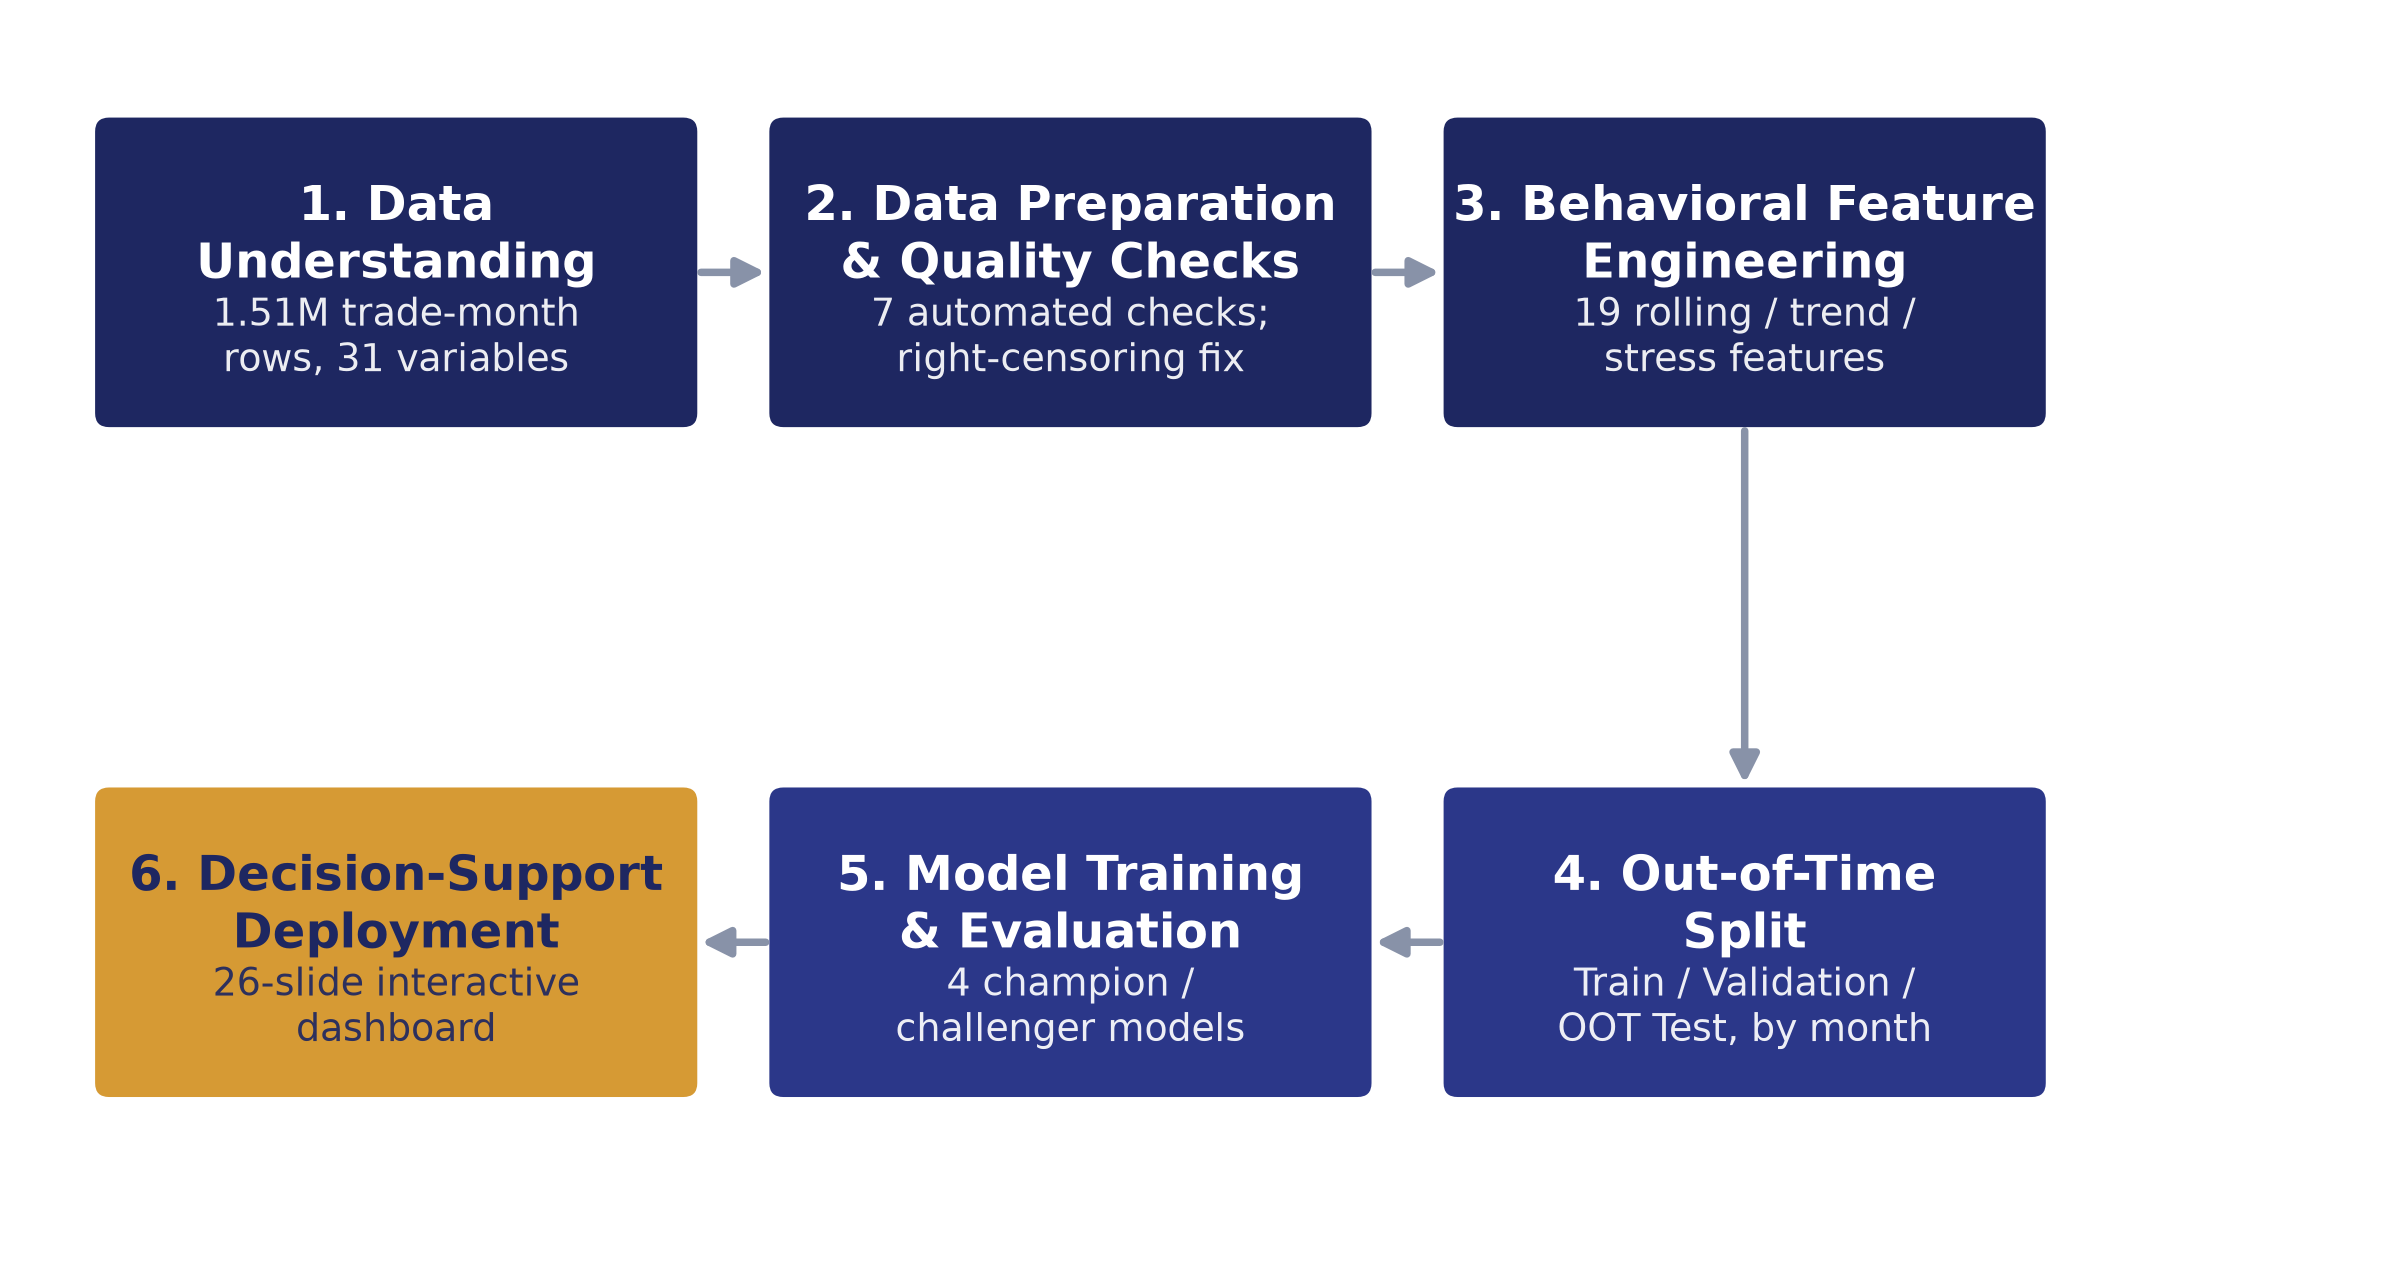 1. Data
Understanding
1.51M trade-month
rows, 31 variables
2. Data Preparation
& Quality Checks
7 automated checks;
right-censoring fix
3. Behavioral Feature
Engineering
19 rolling / trend /
stress features
4. Out-of-Time
Split
Train / Validation /
OOT Test, by month
5. Model Training
& Evaluation
4 champion /
challenger models
6. Decision-Support
Deployment
26-slide interactive
dashboard